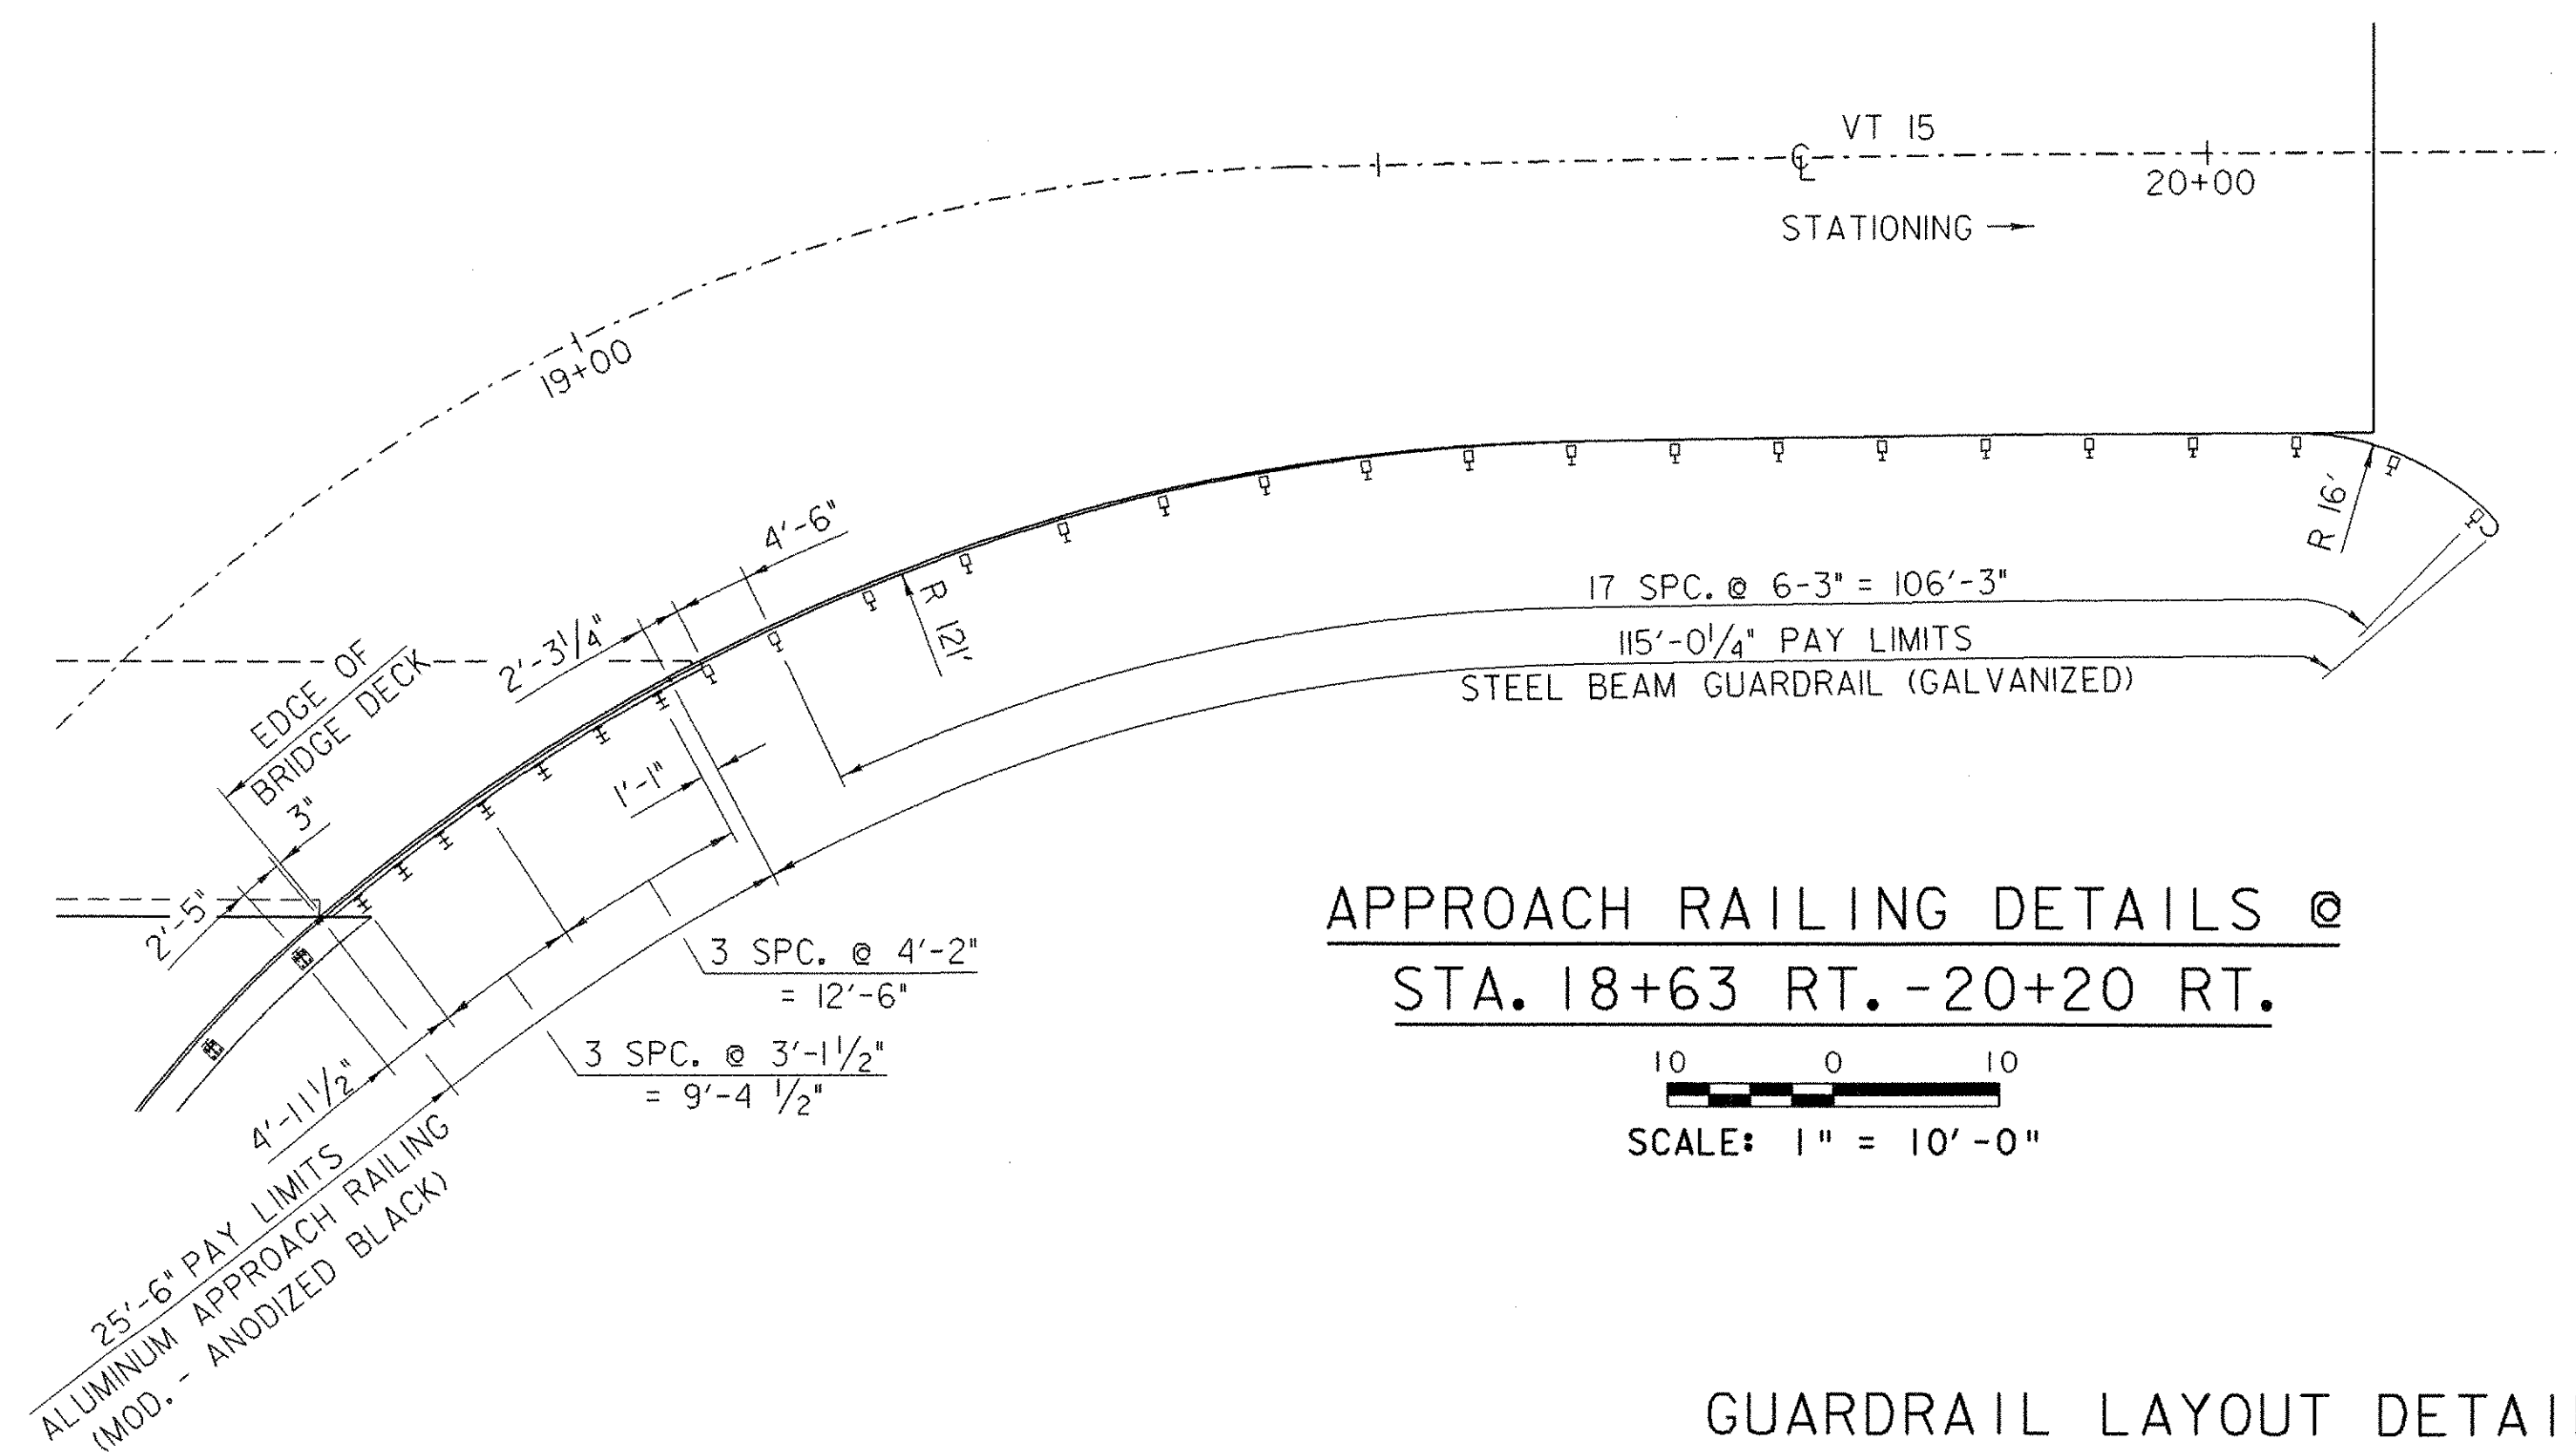 VT 15
℄
20+00
STATIONING
19+00
4'-6"
2'-3 1/4"
EDGE OF
BRIDGE DECK
3"
2'-5"
R 121'
R 16'
17 SPC. @ 6-3" = 106'-3"
115'-0 1/4" PAY LIMITS
STEEL BEAM GUARDRAIL (GALVANIZED)
1'-1"
3 SPC. @ 4'-2"
= 12'-6"
3 SPC. @ 3'-1 1/2"
= 9'-4 1/2"
4'-11 1/2"
25'-6" PAY LIMITS
ALUMINUM APPROACH RAILING
(MOD. - ANODIZED BLACK)
APPROACH RAILING DETAILS @
STA. 18+63 RT. -20+20 RT.
10 0 10
SCALE: 1" = 10'-0"
GUARDRAIL LAYOUT DETAI